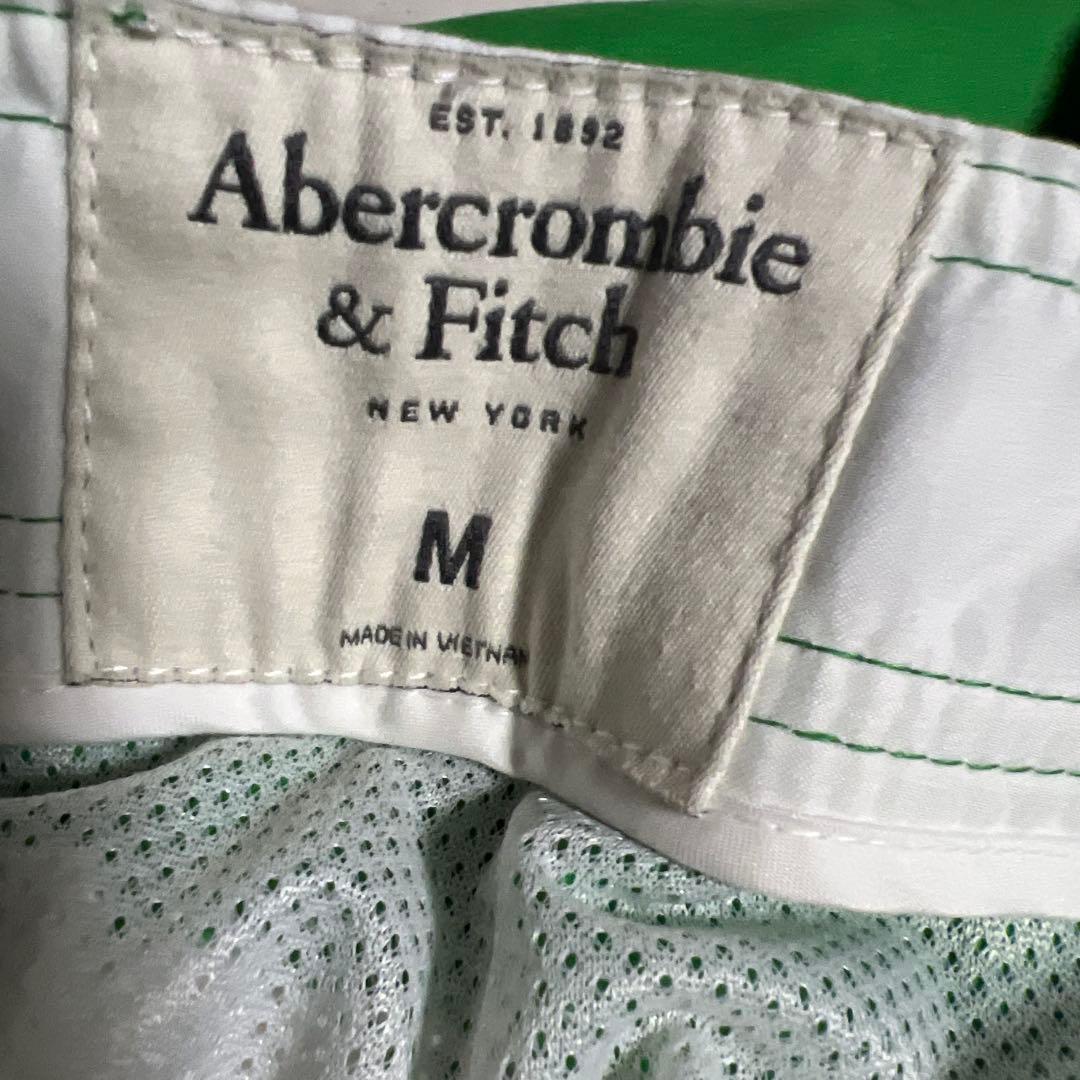 EST. 1892
Abercrombie
& Fitch
NEW YORK
M
MADE IN VIETNAM